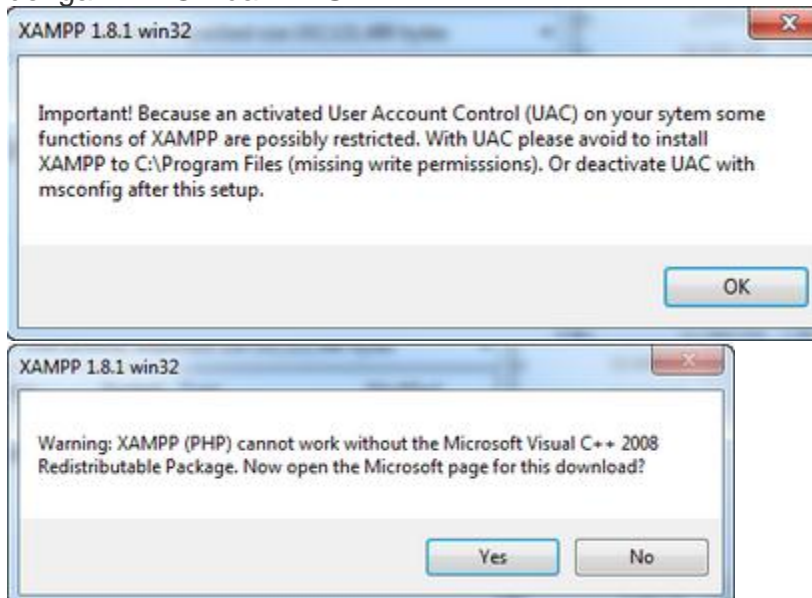 XAMPP 1.8.1 win32
Important! Because an activated User Account Control (UAC) on your sytem some
functions of XAMPP are possibly restricted. With UAC please avoid to install
XAMPP to C:\Program Files (missing write permisssions). Or deactivate UAC with
msconfig after this setup.
OK
XAMPP 1.8.1 win32
Warning: XAMPP (PHP) cannot work without the Microsoft Visual C++ 2008
Redistributable Package. Now open the Microsoft page for this download?
Yes No